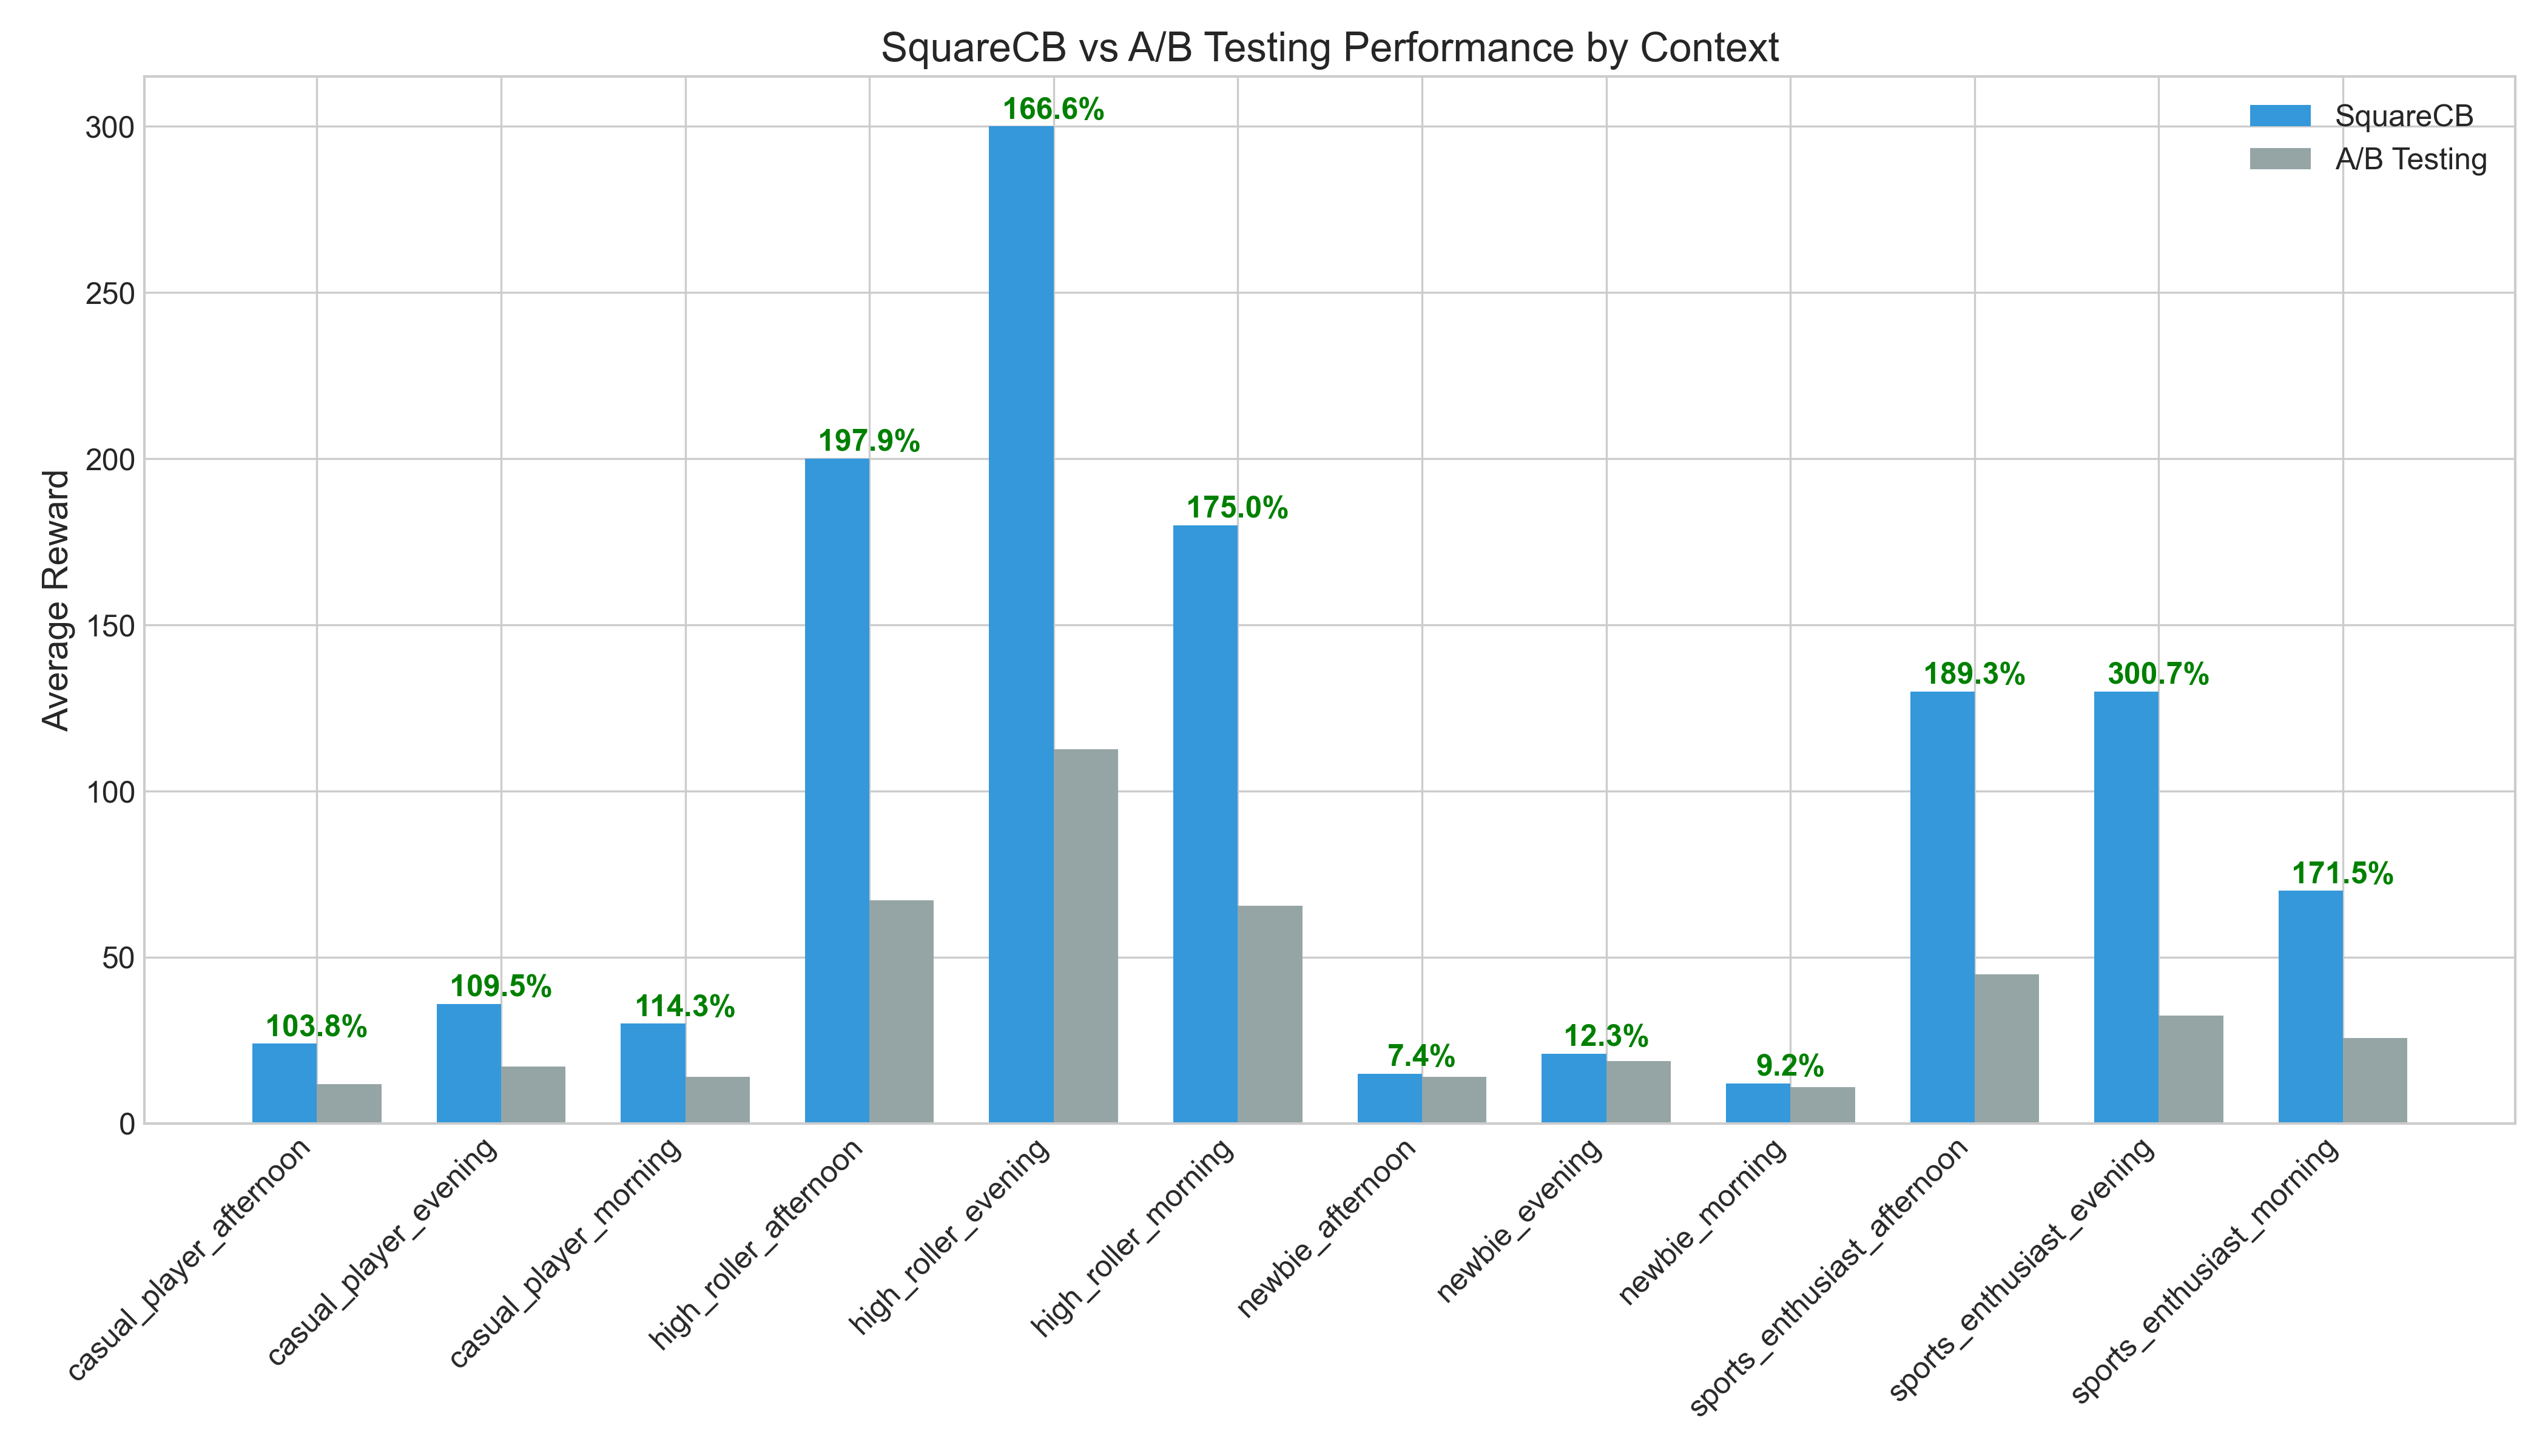 SquareCB vs A/B Testing Performance by Context
SquareCB
A/B Testing
Average Reward
300
250
200
150
100
50
0
103.8%
109.5%
114.3%
197.9%
166.6%
175.0%
7.4%
12.3%
9.2%
189.3%
300.7%
171.5%
casual_player_afternoon
casual_player_evening
casual_player_morning
high_roller_afternoon
high_roller_evening
high_roller_morning
newbie_afternoon
newbie_evening
newbie_morning
sports_enthusiast_afternoon
sports_enthusiast_evening
sports_enthusiast_morning